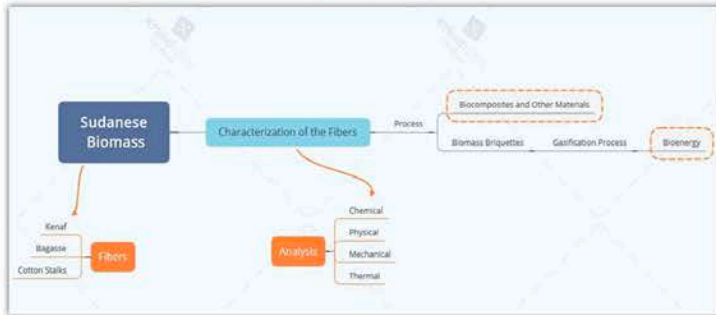 Sudanese
Biomass
Characterization of the Fibers
Process
Biocomposites and Other Materials
Biomass Briquettes
Gasification Process
Bioenergy
Kenaf
Bagasse
Cotton Stalks
Fibers
Analysis
Chemical
Physical
Mechanical
Thermal